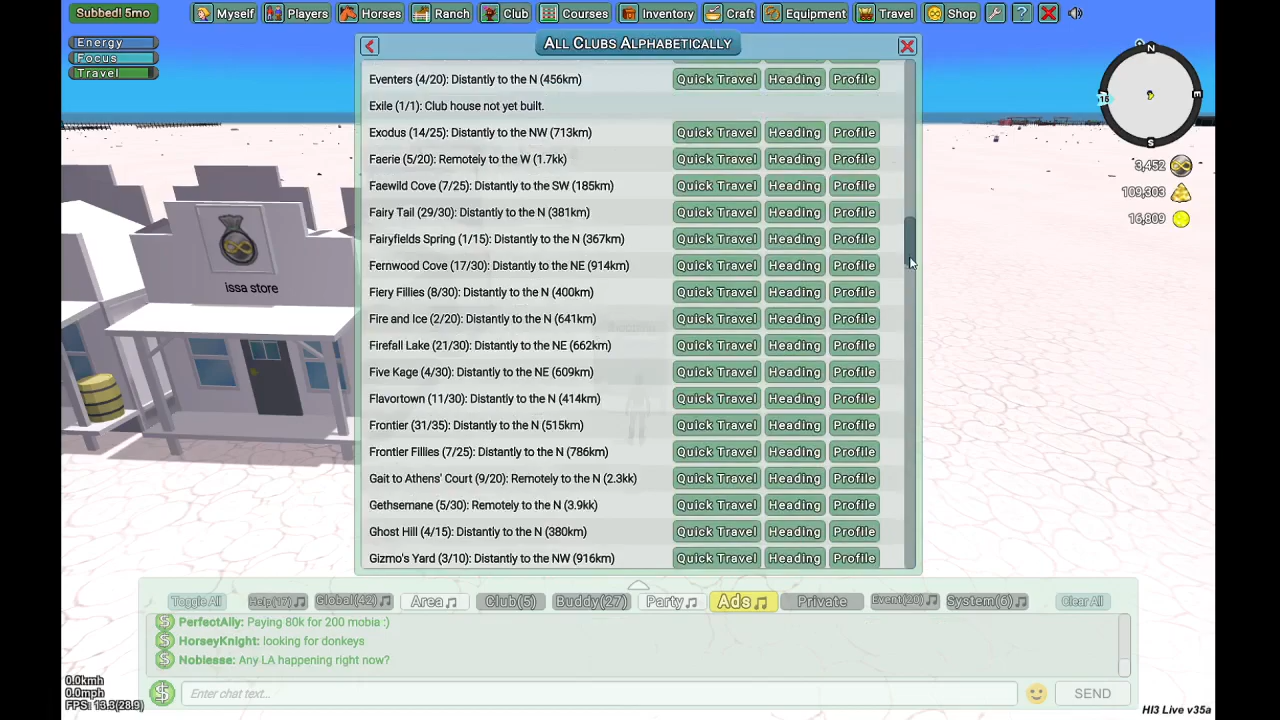 Subbed! 5mo
Myself
Players
Horses
Ranch
Club
Courses
Inventory
Craft
Equipment
Travel
Shop
?
Energy
Focus
Travel
ALL CLUBS ALPHABETICALLY
Eventers (4/20): Distantly to the N (456km) Quick Travel Heading Profile
Exile (1/1): Club house not yet built.
Exodus (14/25): Distantly to the NW (713km) Quick Travel Heading Profile
Faerie (5/20): Remotely to the W (1.7kk) Quick Travel Heading Profile
Faewild Cove (7/25): Distantly to the SW (185km) Quick Travel Heading Profile
Fairy Tail (29/30): Distantly to the N (381km) Quick Travel Heading Profile
Fairyfields Spring (1/15): Distantly to the N (367km) Quick Travel Heading Profile
Fernwood Cove (17/30): Distantly to the NE (914km) Quick Travel Heading Profile
Fiery Fillies (8/30): Distantly to the N (400km) Quick Travel Heading Profile
Fire and Ice (2/20): Distantly to the N (641km) Quick Travel Heading Profile
Firefall Lake (21/30): Distantly to the NE (662km) Quick Travel Heading Profile
Five Kage (4/30): Distantly to the NE (609km) Quick Travel Heading Profile
Flavortown (11/30): Distantly to the N (414km) Quick Travel Heading Profile
Frontier (31/35): Distantly to the N (515km) Quick Travel Heading Profile
Frontier Fillies (7/25): Distantly to the N (786km) Quick Travel Heading Profile
Gait to Athens' Court (9/20): Remotely to the N (2.3kk) Quick Travel Heading Profile
Gethsemane (5/30): Remotely to the N (3.9kk) Quick Travel Heading Profile
Ghost Hill (4/15): Distantly to the N (380km) Quick Travel Heading Profile
Gizmo's Yard (3/10): Distantly to the NW (916km) Quick Travel Heading Profile
N
E
S
16
3,452
109,303
16,809
issa store
Toggle All
Help(17)
Global(42)
Area
Club(5)
Buddy(27)
Party
Ads
Private
Event(20)
System(6)
Clear All
PerfectAlly: Paying 80k for 200 mobia :)
HorseyKnight: looking for donkeys
Nobliesse: Any LA happening right now?
0.0kmh
0.0mph
FPS: 13.3(28.9)
$
Enter chat text...
SEND
HI3 Live v35a